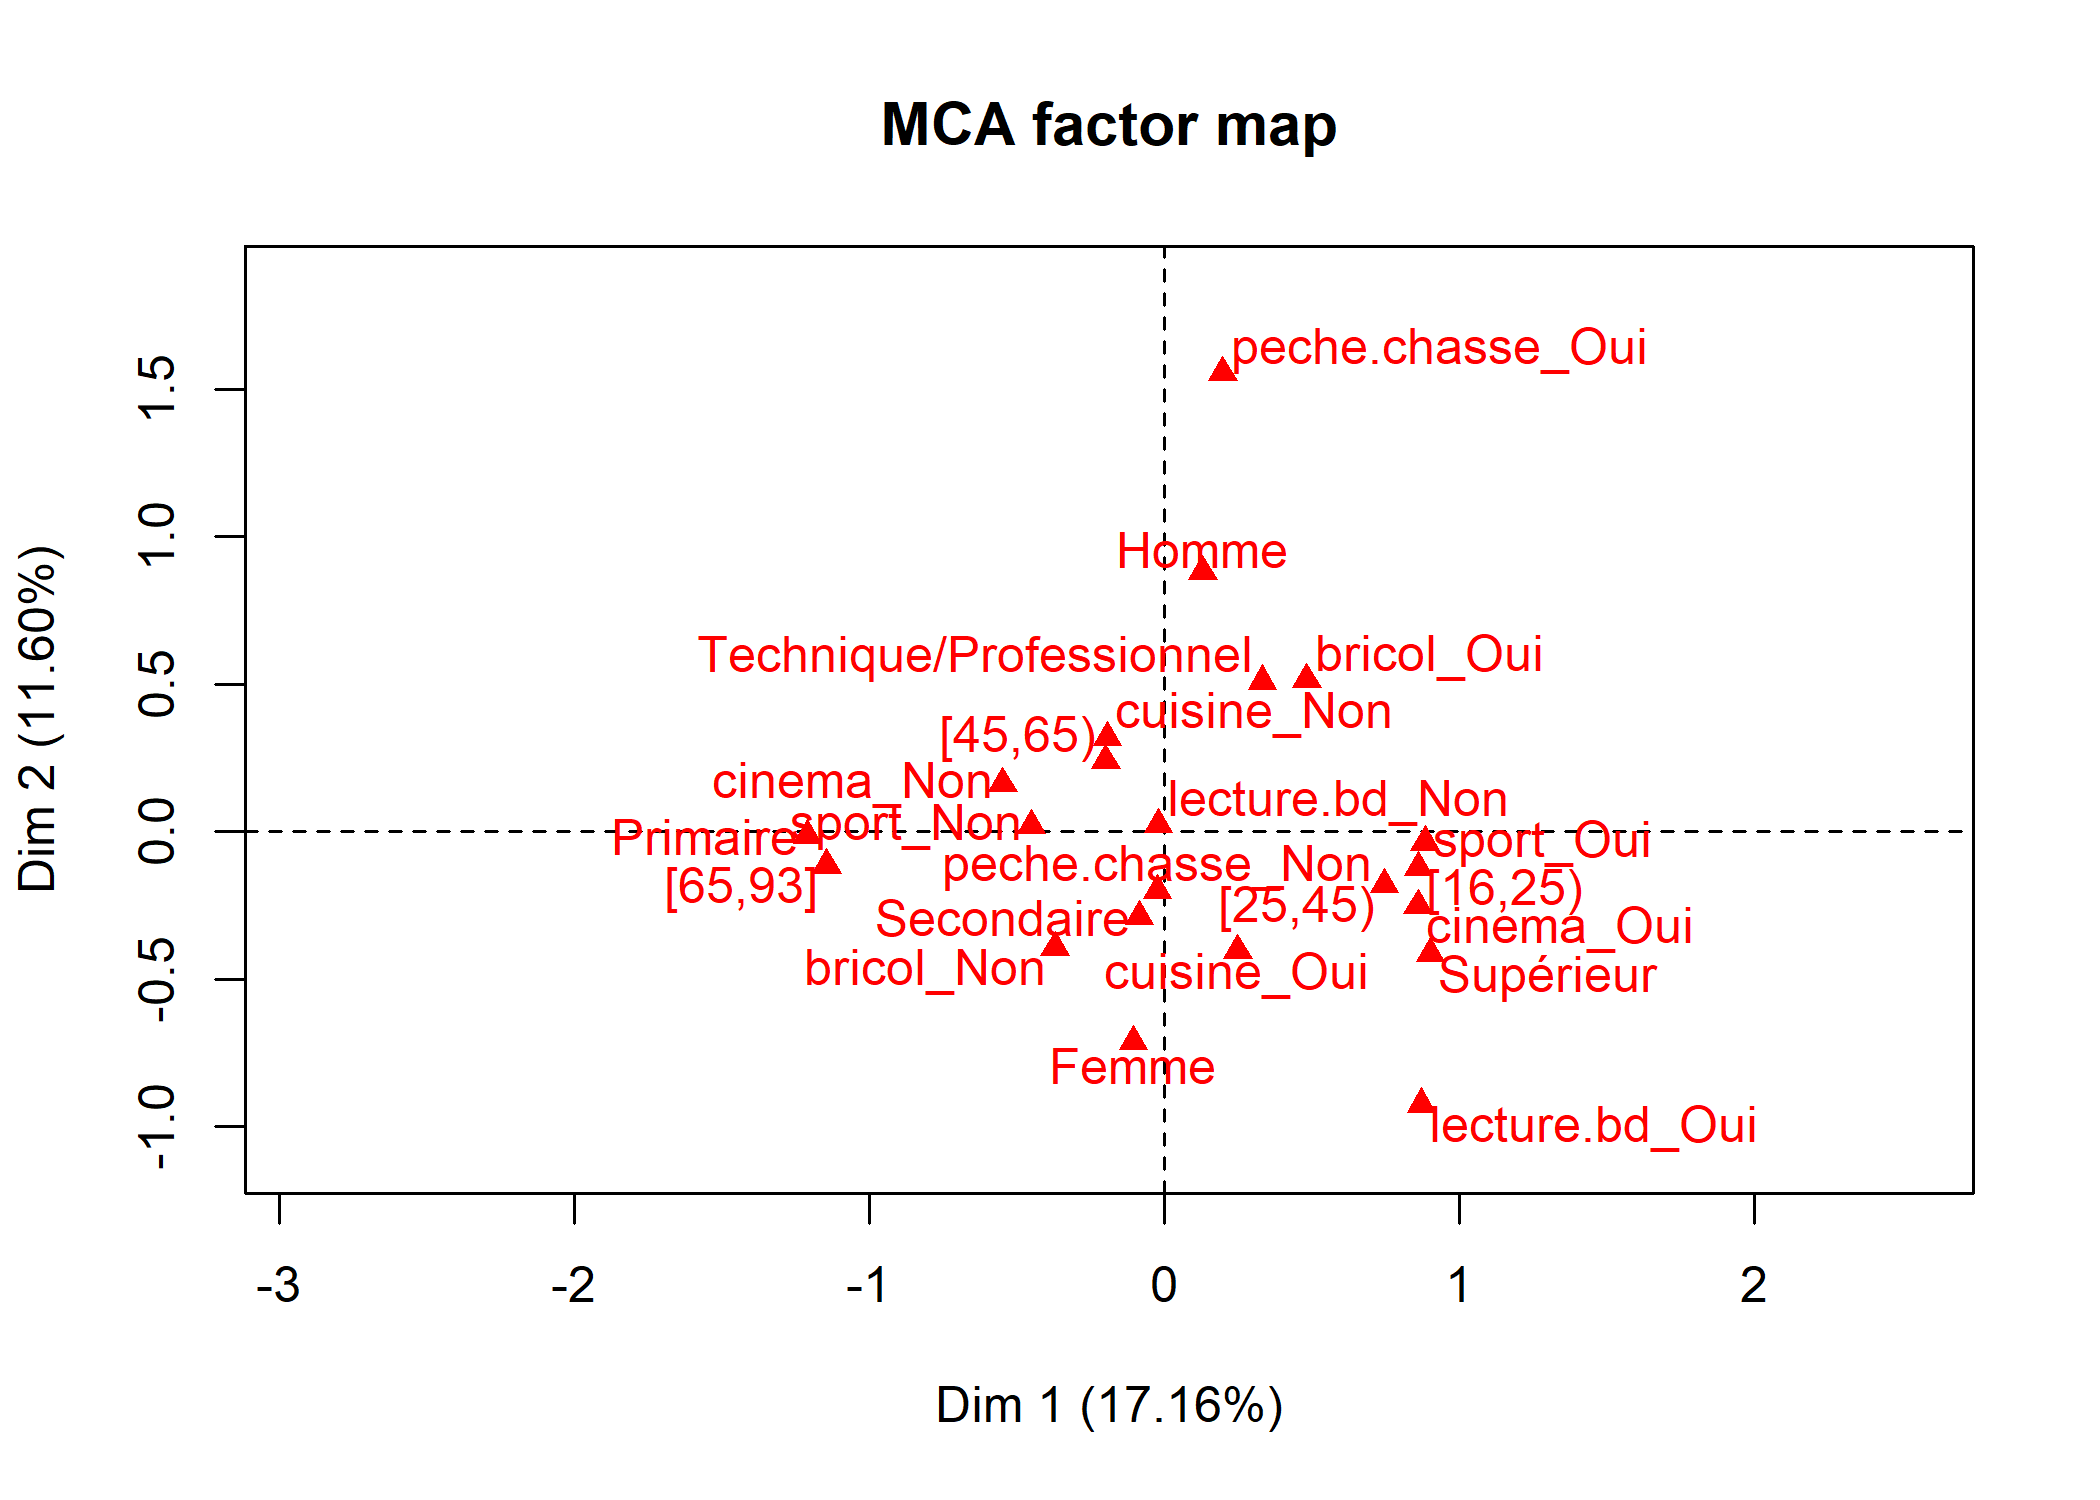 MCA factor map
peche.chasse_Oui
Homme
Technique/Professionnel
bricol_Oui
cuisine_Non
[45,65)
cinema_Non
lecture.bd_Non
sport_Non
Primaire
sport_Oui
peche.chasse_Non
[65,93]
[16,25)
[25,45)
Secondaire
cinema_Oui
bricol_Non
cuisine_Oui
Supérieur
Femme
lecture.bd_Oui
1.5
1.0
0.5
0.0
-0.5
-1.0
Dim 2 (11.60%)
-3 -2 -1 0 1 2
Dim 1 (17.16%)